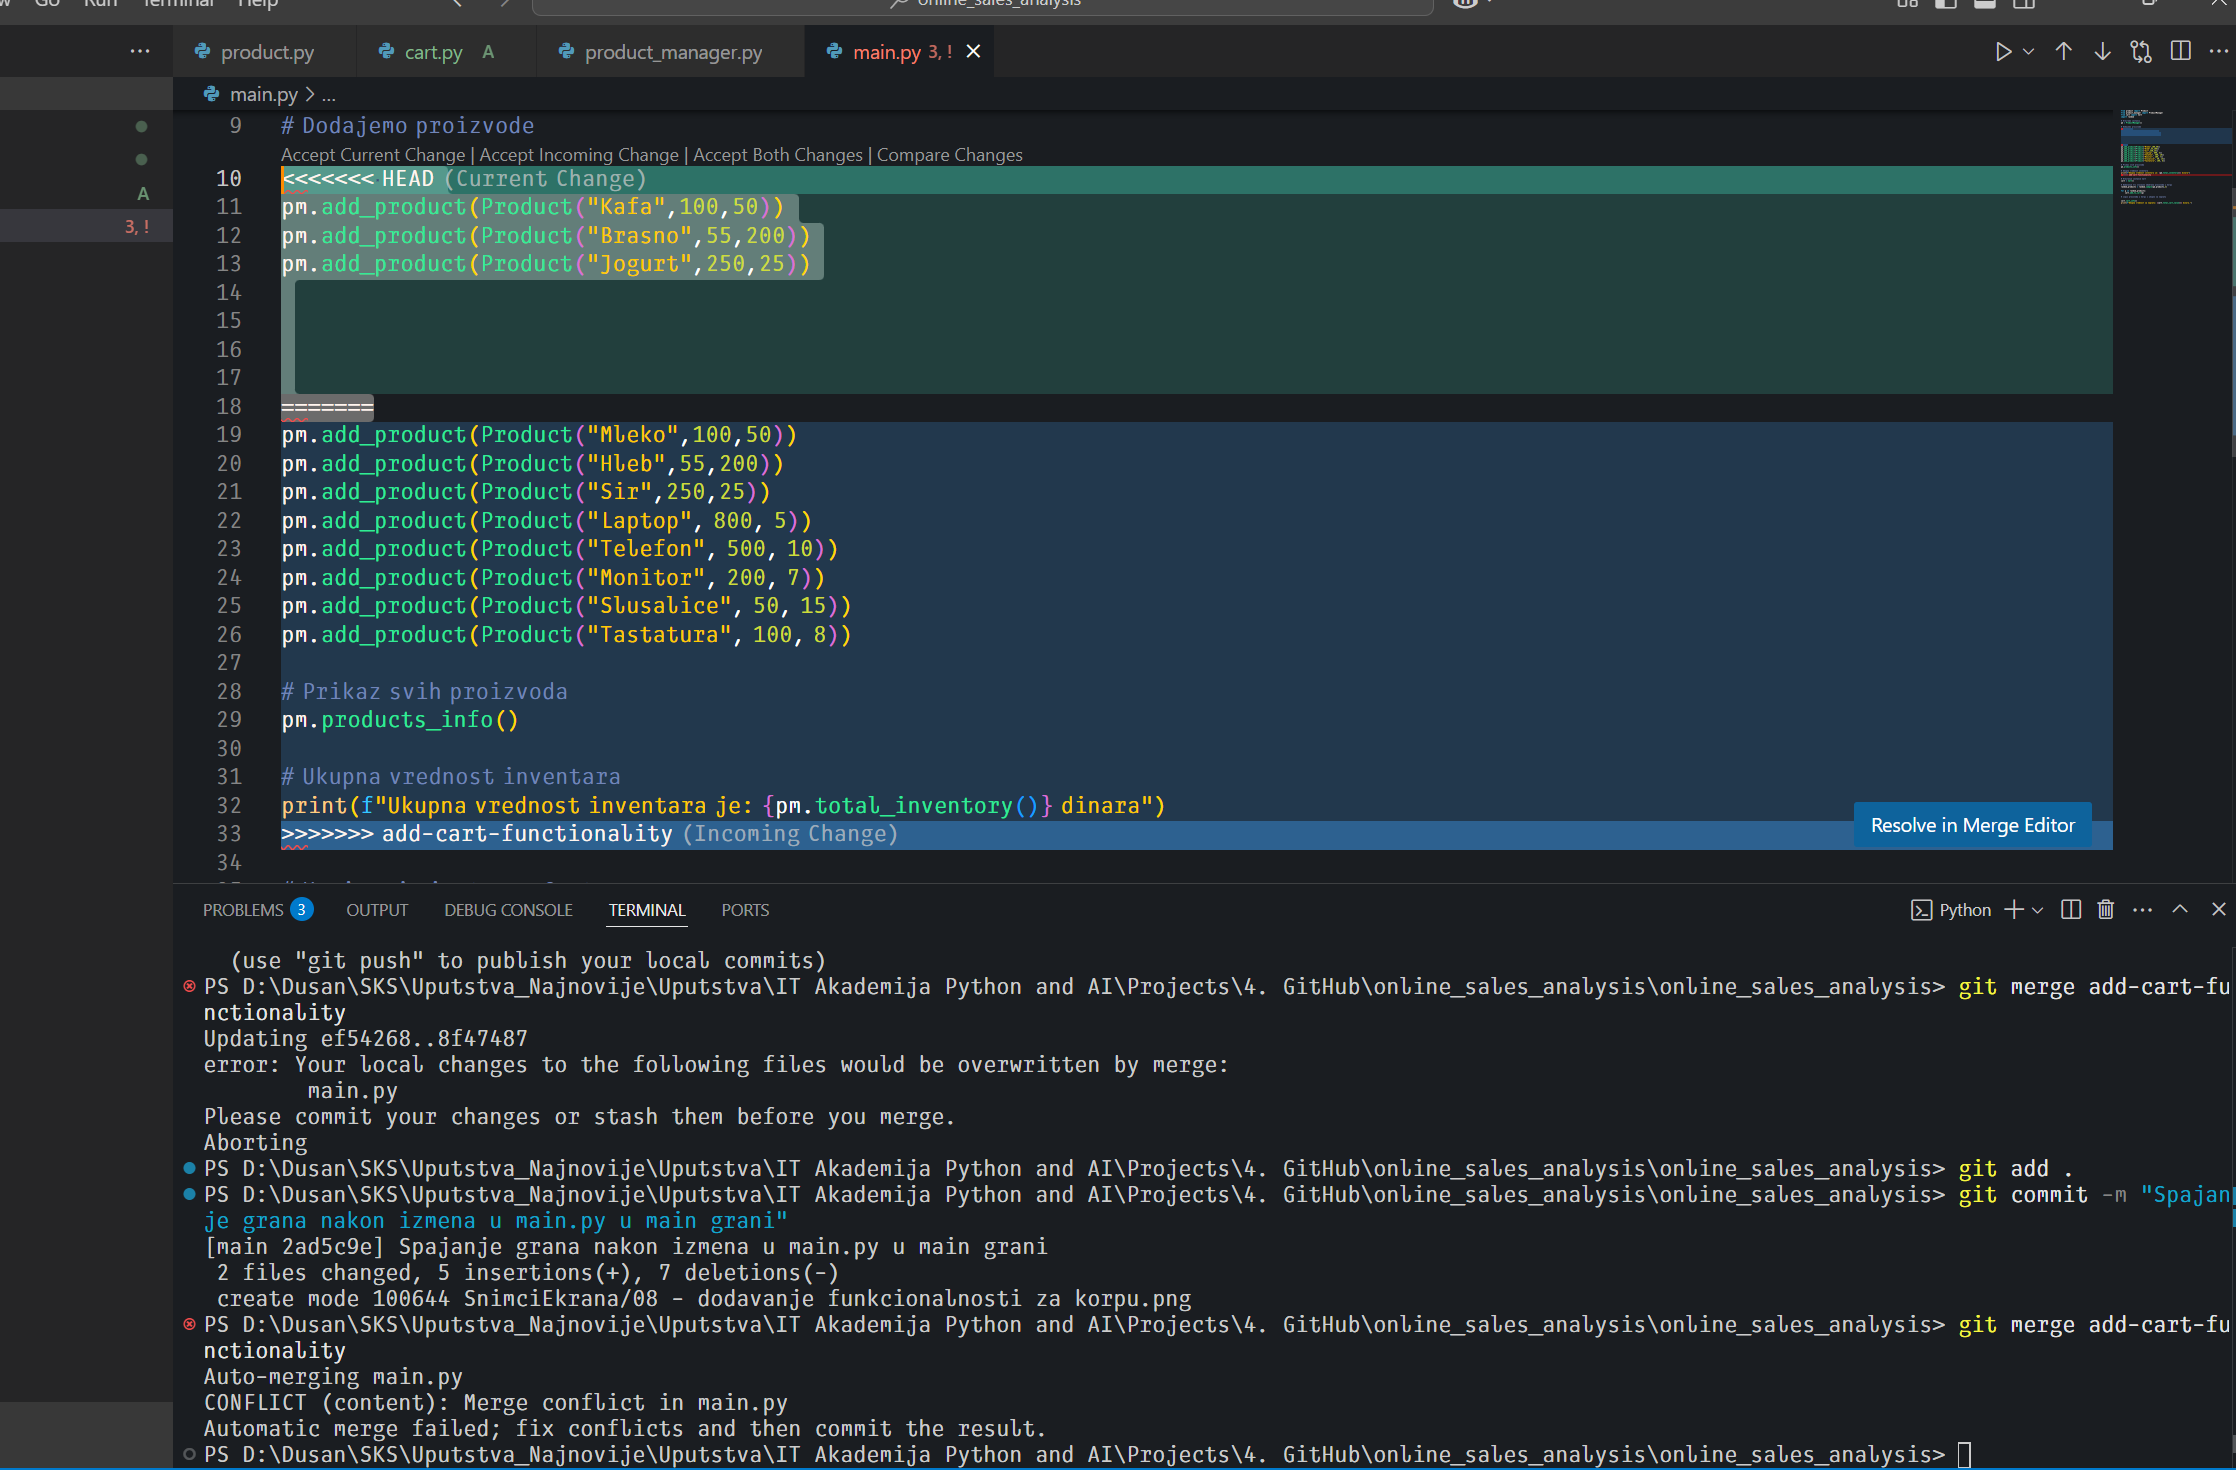 Go Run Terminal Help
online_sales_analysis
product.py
cart.py A
product_manager.py
main.py 3, !
main.py > ...
A
3, !
9 # Dodajemo proizvode
Accept Current Change | Accept Incoming Change | Accept Both Changes | Compare Changes
10 <<<<<<< HEAD (Current Change)
11 pm.add_product(Product("Kafa",100,50))
12 pm.add_product(Product("Brasno",55,200))
13 pm.add_product(Product("Jogurt",250,25))
14
15
16
17
18 =======
19 pm.add_product(Product("Mleko",100,50))
20 pm.add_product(Product("Hleb",55,200))
21 pm.add_product(Product("Sir",250,25))
22 pm.add_product(Product("Laptop", 800, 5))
23 pm.add_product(Product("Telefon", 500, 10))
24 pm.add_product(Product("Monitor", 200, 7))
25 pm.add_product(Product("Slusalice", 50, 15))
26 pm.add_product(Product("Tastatura", 100, 8))
27
28 # Prikaz svih proizvoda
29 pm.products_info()
30
31 # Ukupna vrednost inventara
32 print(f"Ukupna vrednost inventara je: {pm.total_inventory()} dinara")
33 >>>>>>> add-cart-functionality (Incoming Change)
34
Resolve in Merge Editor
PROBLEMS 3 OUTPUT DEBUG CONSOLE TERMINAL PORTS
Python
(use "git push" to publish your local commits)
PS D:\Dusan\SKS\Uputstva_Najnovije\Uputstva\IT Akademija Python and AI\Projects\4. GitHub\online_sales_analysis\online_sales_analysis> git merge add-cart-fu
nctionality
Updating ef54268..8f47487
error: Your local changes to the following files would be overwritten by merge:
main.py
Please commit your changes or stash them before you merge.
Aborting
PS D:\Dusan\SKS\Uputstva_Najnovije\Uputstva\IT Akademija Python and AI\Projects\4. GitHub\online_sales_analysis\online_sales_analysis> git add .
PS D:\Dusan\SKS\Uputstva_Najnovije\Uputstva\IT Akademija Python and AI\Projects\4. GitHub\online_sales_analysis\online_sales_analysis> git commit -m "Spajan
je grana nakon izmena u main.py u main grani"
[main 2ad5c9e] Spajanje grana nakon izmena u main.py u main grani
2 files changed, 5 insertions(+), 7 deletions(-)
create mode 100644 SnimciEkrana/08 - dodavanje funkcionalnosti za korpu.png
PS D:\Dusan\SKS\Uputstva_Najnovije\Uputstva\IT Akademija Python and AI\Projects\4. GitHub\online_sales_analysis\online_sales_analysis> git merge add-cart-fu
nctionality
Auto-merging main.py
CONFLICT (content): Merge conflict in main.py
Automatic merge failed; fix conflicts and then commit the result.
PS D:\Dusan\SKS\Uputstva_Najnovije\Uputstva\IT Akademija Python and AI\Projects\4. GitHub\online_sales_analysis\online_sales_analysis>